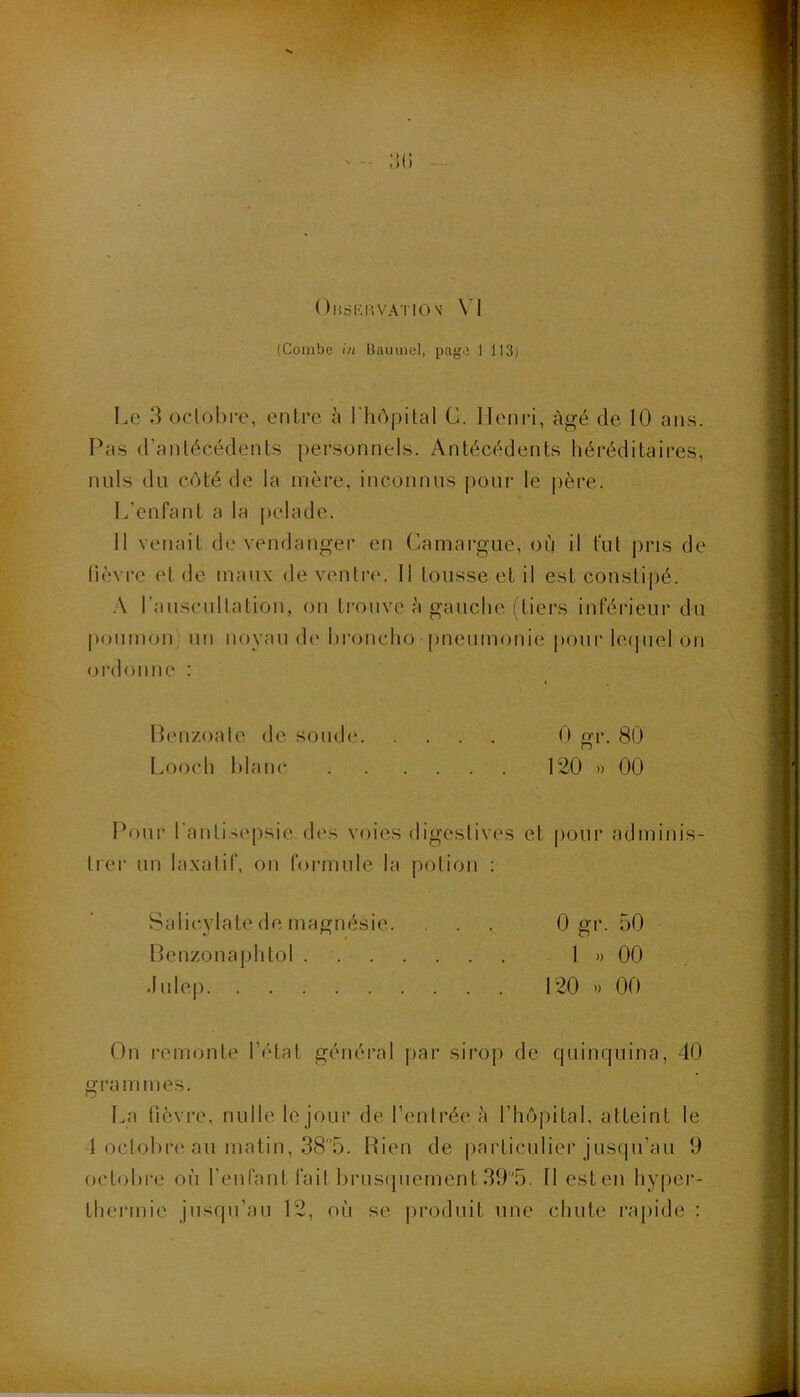 - 36 -
OBSERVATION VI
(Combe in Baumel, page 1 113)
Le 3 octobre, entre à l'hôpital C. Henri, âgé de 10 ans.
Pas d'antécédents personnels. Antécédents héréditaires,
nuls du côté de la mère, inconnus pour le père.
L'enfant a la pelade.
Il venait de vendanger en Camargue, où il fut pris de
fièvre et de maux de ventre. Il tousse et il est constipé.
A l'auscultation, on trouve à gauche (tiers inférieur du
poumon) un noyau de broncho-pneumonie pour lequel on
ordonne :
Benzoate de soude. . . . . 0 gr. 80
Looch blanc . . . . . . 120 » 00
Pour l'antisepsie des voies digestives et pour adminis-
trer un laxatif, on formule la potion :
Salicylate de magnésie. . . . 0 gr. 50
Benzonaphtol . . . . . . . 1 » 00
Julep. . . . . . . . . . 120 » 00
On remonte l'état général par sirop de quinquina, 40
grammes.
La fièvre, nulle le jour de l'entrée à l'hôpital, atteint le
4 octobre au matin, 38°5. Rien de particulier jusqu'au 9
octobre où l'enfant fait brusquement 39°5. Il est en hyper-
thermie jusqu'au 12, où se produit une chute rapide :